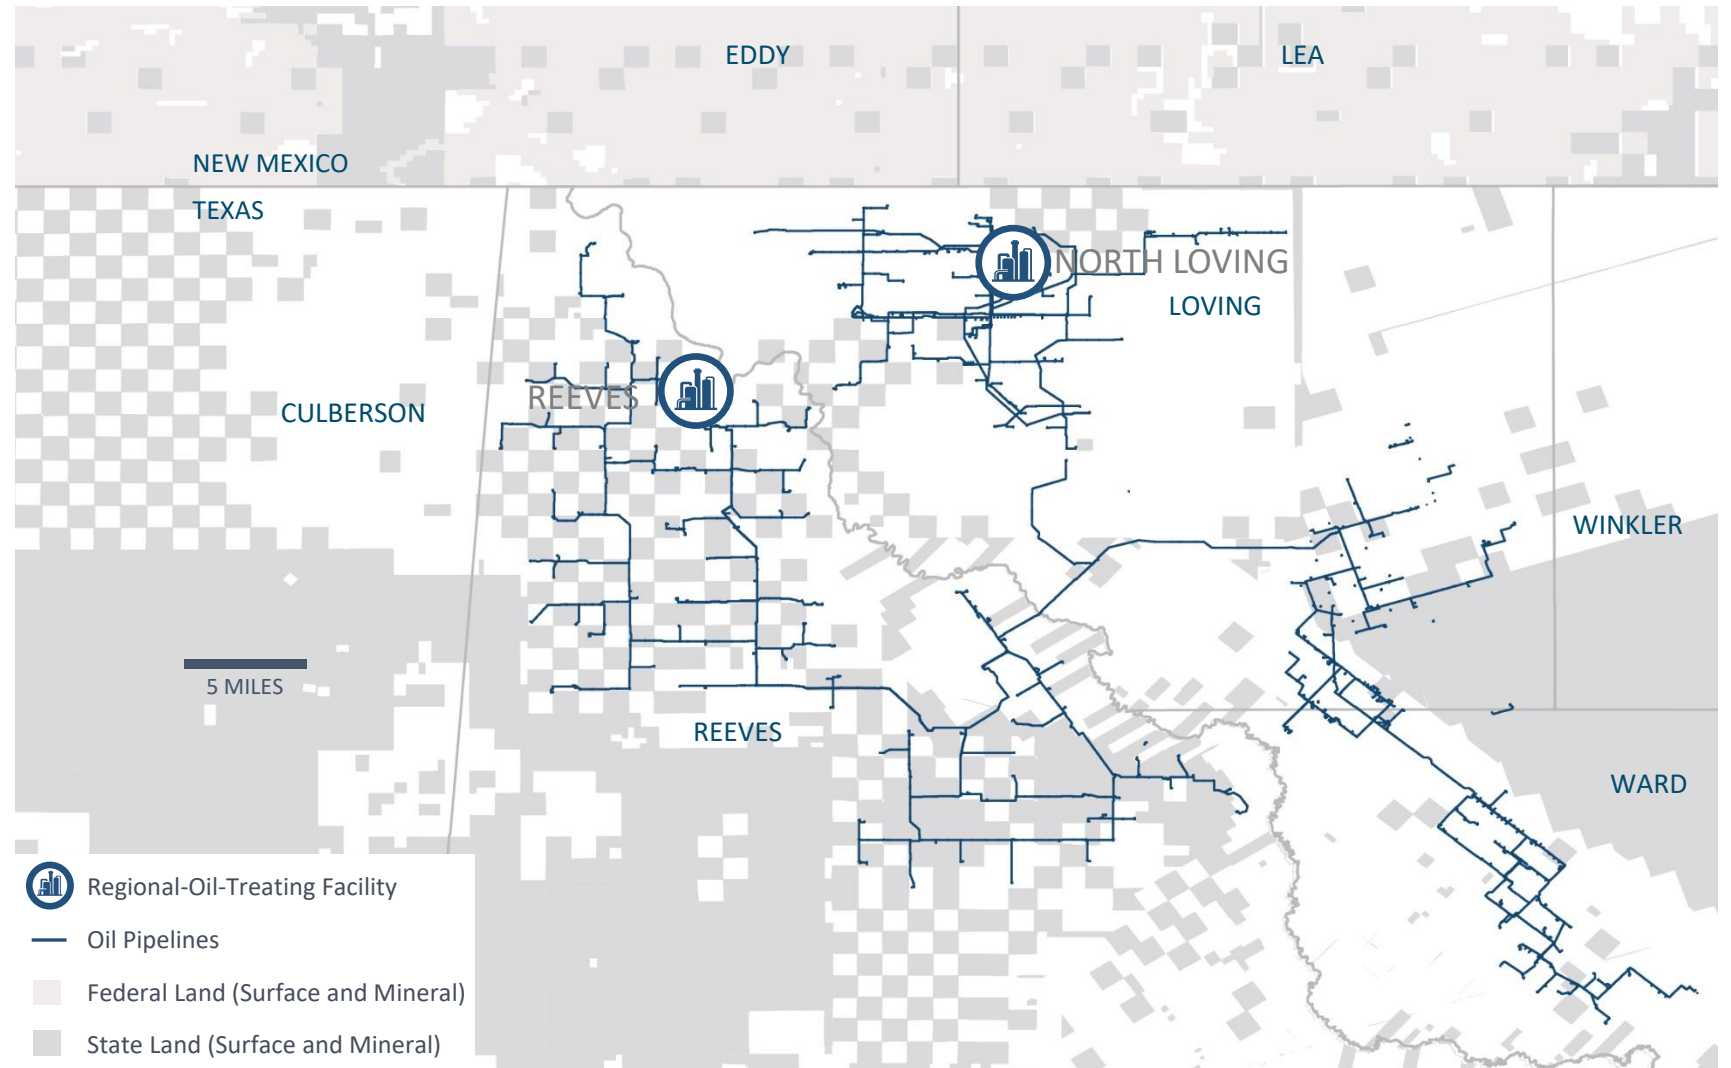 EDDY
LEA
NEW MEXICO
TEXAS
NORTH LOVING
LOVING
REEVES
CULBERSON
WINKLER
5 MILES
REEVES
WARD
Regional-Oil-Treating Facility
Oil Pipelines
Federal Land (Surface and Mineral)
State Land (Surface and Mineral)